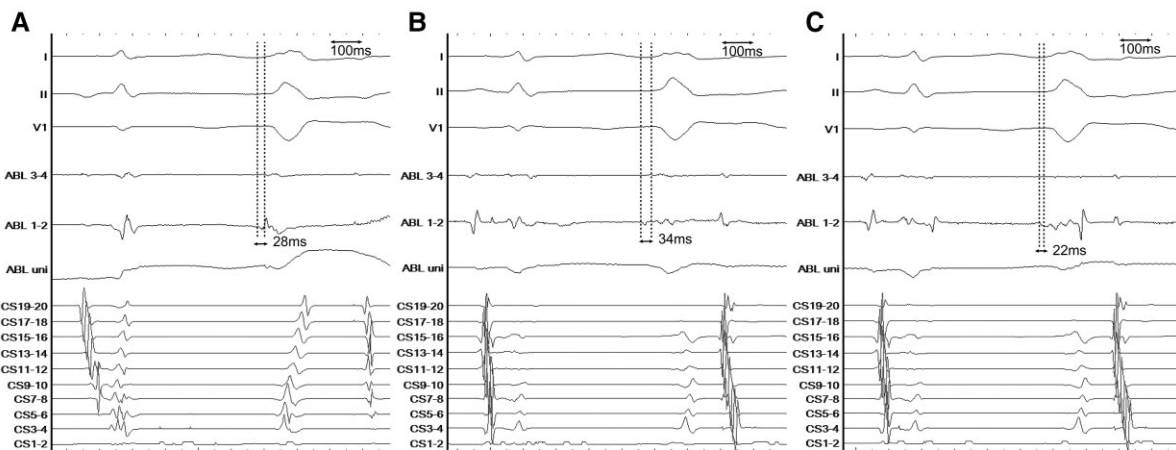 A
100ms
I
II
V1
ABL 3-4
ABL 1-2
28ms
ABL uni
CS19-20
CS17-18
CS15-16
CS13-14
CS11-12
CS9-10
CS7-8
CS5-6
CS3-4
CS1-2
B
100ms
I
II
V1
ABL 3-4
ABL 1-2
34ms
ABL uni
CS19-20
CS17-18
CS15-16
CS13-14
CS11-12
CS9-10
CS7-8
CS5-6
CS3-4
CS1-2
C
100ms
I
II
V1
ABL 3-4
ABL 1-2
22ms
ABL uni
CS19-20
CS17-18
CS15-16
CS13-14
CS11-12
CS9-10
CS7-8
CS5-6
CS3-4
CS1-2